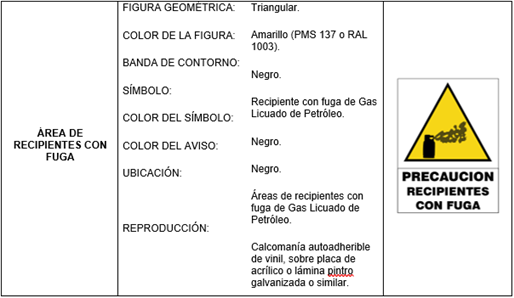 FIGURA GEOMÉTRICA: Triangular.
COLOR DE LA FIGURA: Amarillo (PMS 137 o RAL
1003).
BANDA DE CONTORNO:
Negro.
SÍMBOLO:
Recipiente con fuga de Gas
Licuado de Petróleo.
COLOR DEL SÍMBOLO:
Negro.
COLOR DEL AVISO:
Negro.
UBICACIÓN:
Áreas de recipientes con
fuga de Gas Licuado de
Petróleo.
REPRODUCCIÓN:
Calcomanía autoadherible
de vinil, sobre placa de
acrílico o lámina pintro
galvanizada o similar.
ÁREA DE
RECIPIENTES CON
FUGA
PRECAUCION
RECIPIENTES
CON FUGA